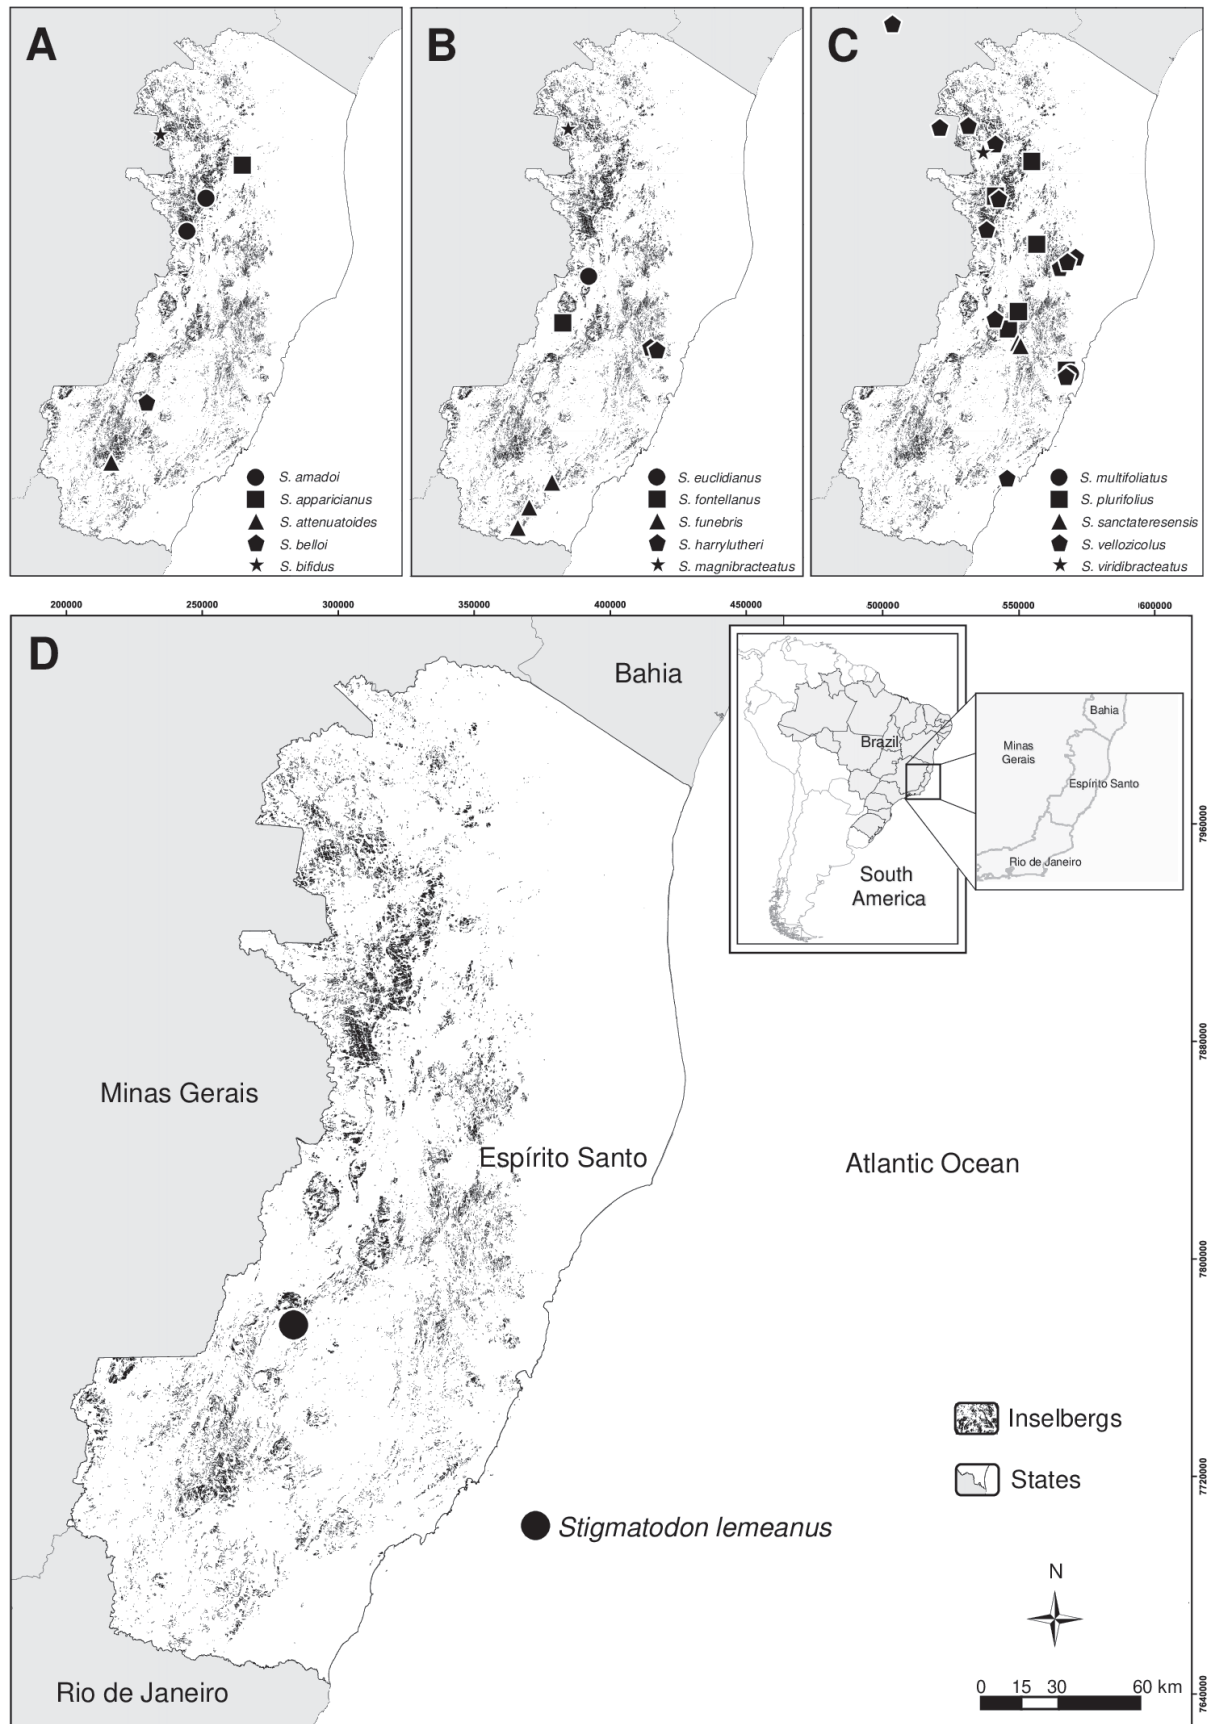 A
S. amadoi
S. apparicianus
S. attenuatoides
S. belloi
S. bifidus
B
S. euclidianus
S. fontellanus
S. funebris
S. harrylutheri
S. magnibracteatus
C
S. multifoliatus
S. plurifolius
S. sanctateresensis
S. vellozicolus
S. viridibracteatus
200000 250000 300000 350000 400000 450000 500000 550000 600000
D
Bahia
Brazil
South
America
Bahia
Minas
Gerais
Espírito Santo
Rio de Janeiro
7960000
7880000
7800000
7720000
7640000
Minas Gerais
Espírito Santo
Atlantic Ocean
Inselbergs
States
Stigmatodon lemeanus
N
0 15 30 60 km
Rio de Janeiro